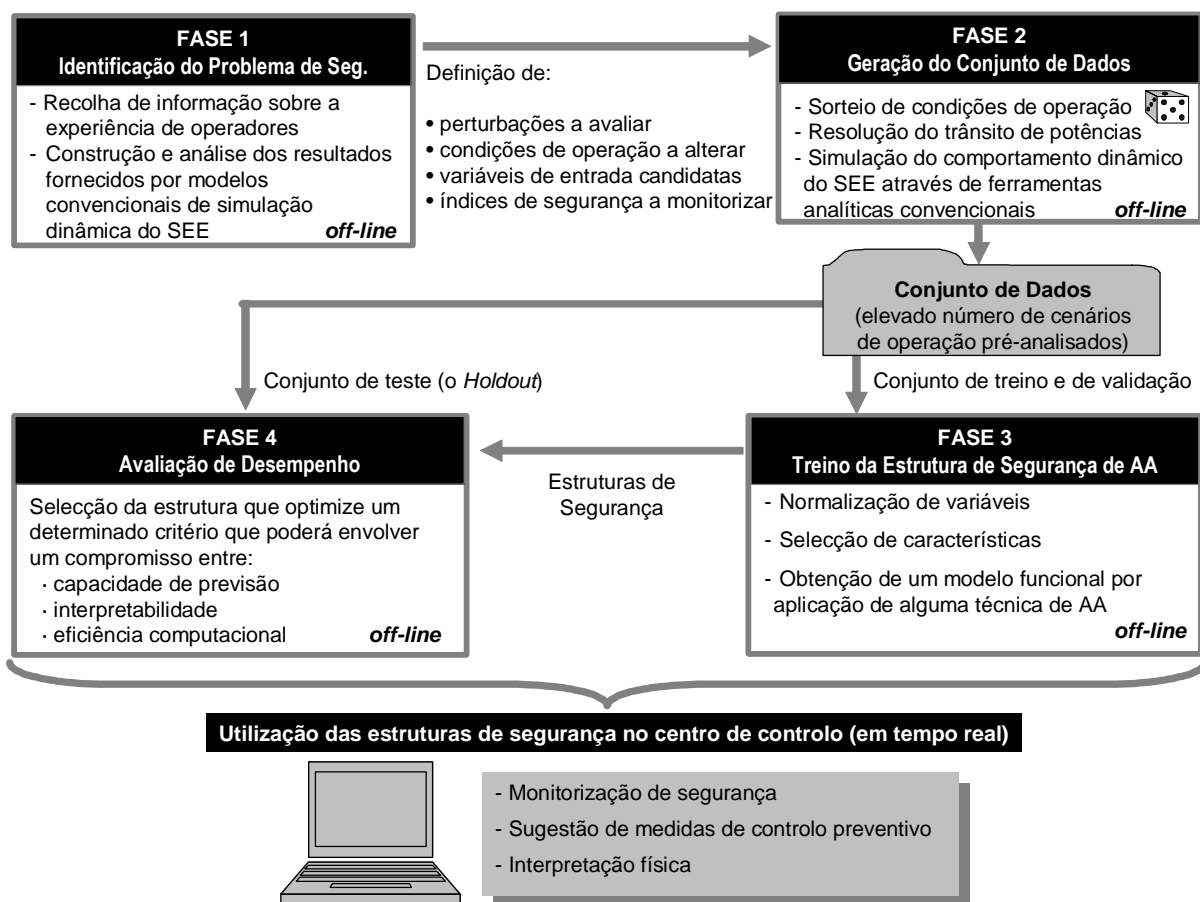 FASE 1
Identificação do Problema de Seg.
- Recolha de informação sobre a
experiência de operadores
- Construção e análise dos resultados
fornecidos por modelos
convencionais de simulação
dinâmica do SEE off-line
Definição de:
• perturbações a avaliar
• condições de operação a alterar
• variáveis de entrada candidatas
• índices de segurança a monitorizar
FASE 2
Geração do Conjunto de Dados
- Sorteio de condições de operação
- Resolução do trânsito de potências
- Simulação do comportamento dinâmico
do SEE através de ferramentas
analíticas convencionais off-line
Conjunto de Dados
(elevado número de cenários
de operação pré-analisados)
Conjunto de teste (o Holdout)
Conjunto de treino e de validação
FASE 4
Avaliação de Desempenho
Selecção da estrutura que optimize um
determinado critério que poderá envolver
um compromisso entre:
· capacidade de previsão
· interpretabilidade
· eficiência computacional off-line
Estruturas de
Segurança
FASE 3
Treino da Estrutura de Segurança de AA
- Normalização de variáveis
- Selecção de características
- Obtenção de um modelo funcional por
aplicação de alguma técnica de AA
off-line
Utilização das estruturas de segurança no centro de controlo (em tempo real)
- Monitorização de segurança
- Sugestão de medidas de controlo preventivo
- Interpretação física